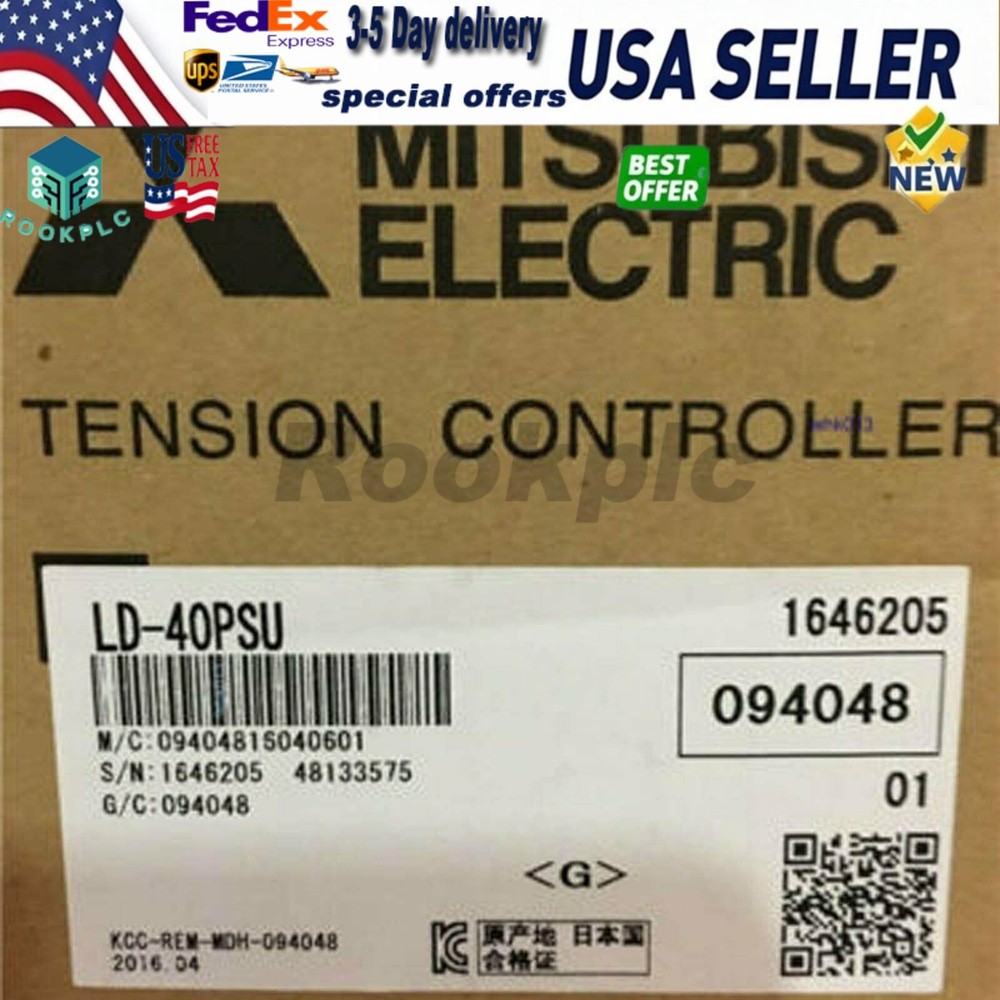 FedEx
Express
3-5 Day delivery
USA SELLER
ups
UNITED STATES
POSTAL SERVICE
special offers
MITSUBISHI
ELECTRIC
US FREE
TAX
BEST
OFFER
NEW
ROOKPLC
TENSION CONTROLLER
Rookplc
LD-40PSU
1646205
094048
M/C:09404815040601
S/N:1646205 48133575
G/C:094048
01
<G>
KCC-REM-MDH-094048
2016.04
原产地 日本国
合格证